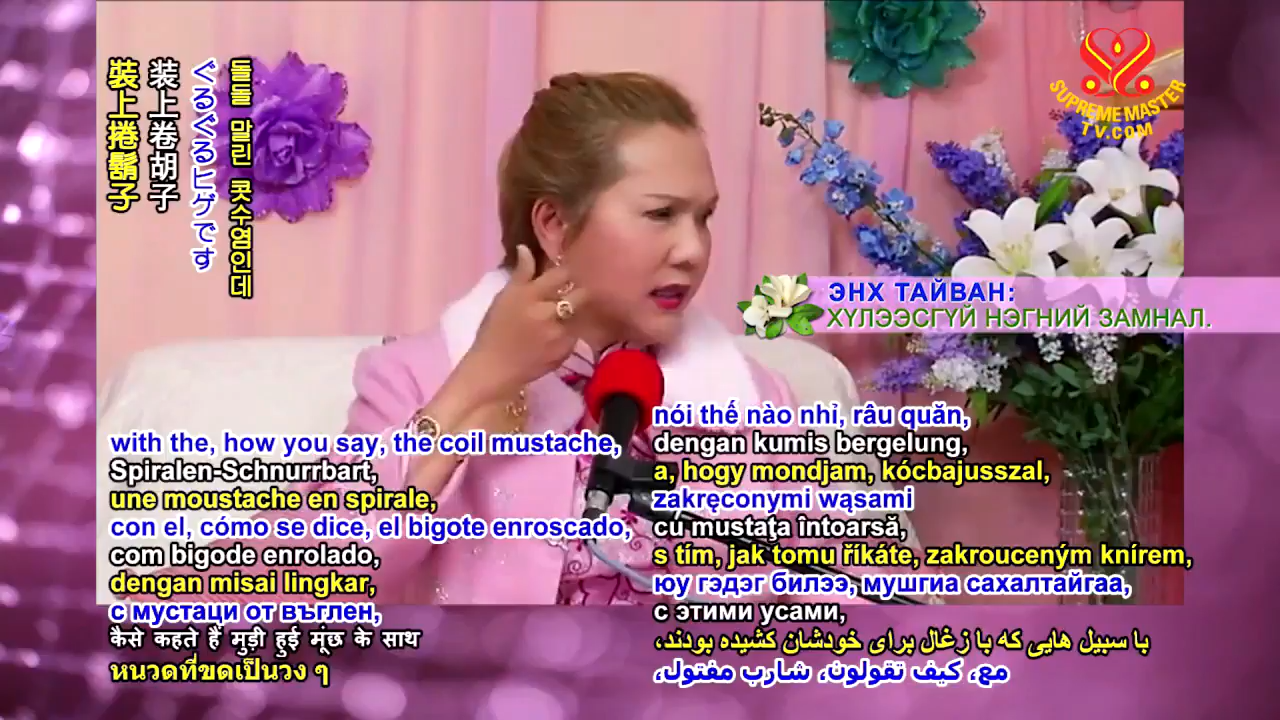 裝上捲鬍子
装上卷胡子
ぐるぐるヒゲです
돌돌 말린 콧수염인데
SUPREME MASTER
TV.COM
ЭНХ ТАЙВАН:
ХҮЛЭЭСГҮЙ НЭГНИЙ ЗАМНАЛ.
with the, how you say, the coil mustache,
Spiralen-Schnurrbart,
une moustache en spirale,
con el, cómo se dice, el bigote enroscado,
com bigode enrolado,
dengan misai lingkar,
с мустаци от въглен,
कैसे कहते हैं मुड़ी हुई मूंछ के साथ
หนวดที่ขดเป็นวง ๆ
nói thế nào nhỉ, râu quăn,
dengan kumis bergelung,
a, hogy mondjam, kócbajusszal,
zakręconymi wąsami
cu mustaţa întoarsă,
s tím, jak tomu říkáte, zakrouceným knírem,
юу гэдэг билээ, мушгиа сахалтайгаа,
с этими усами,
با سبیل هایی که با زغال برای خودشان کشیده بودند،
مع، كيف تقولون، شارب مفتول،